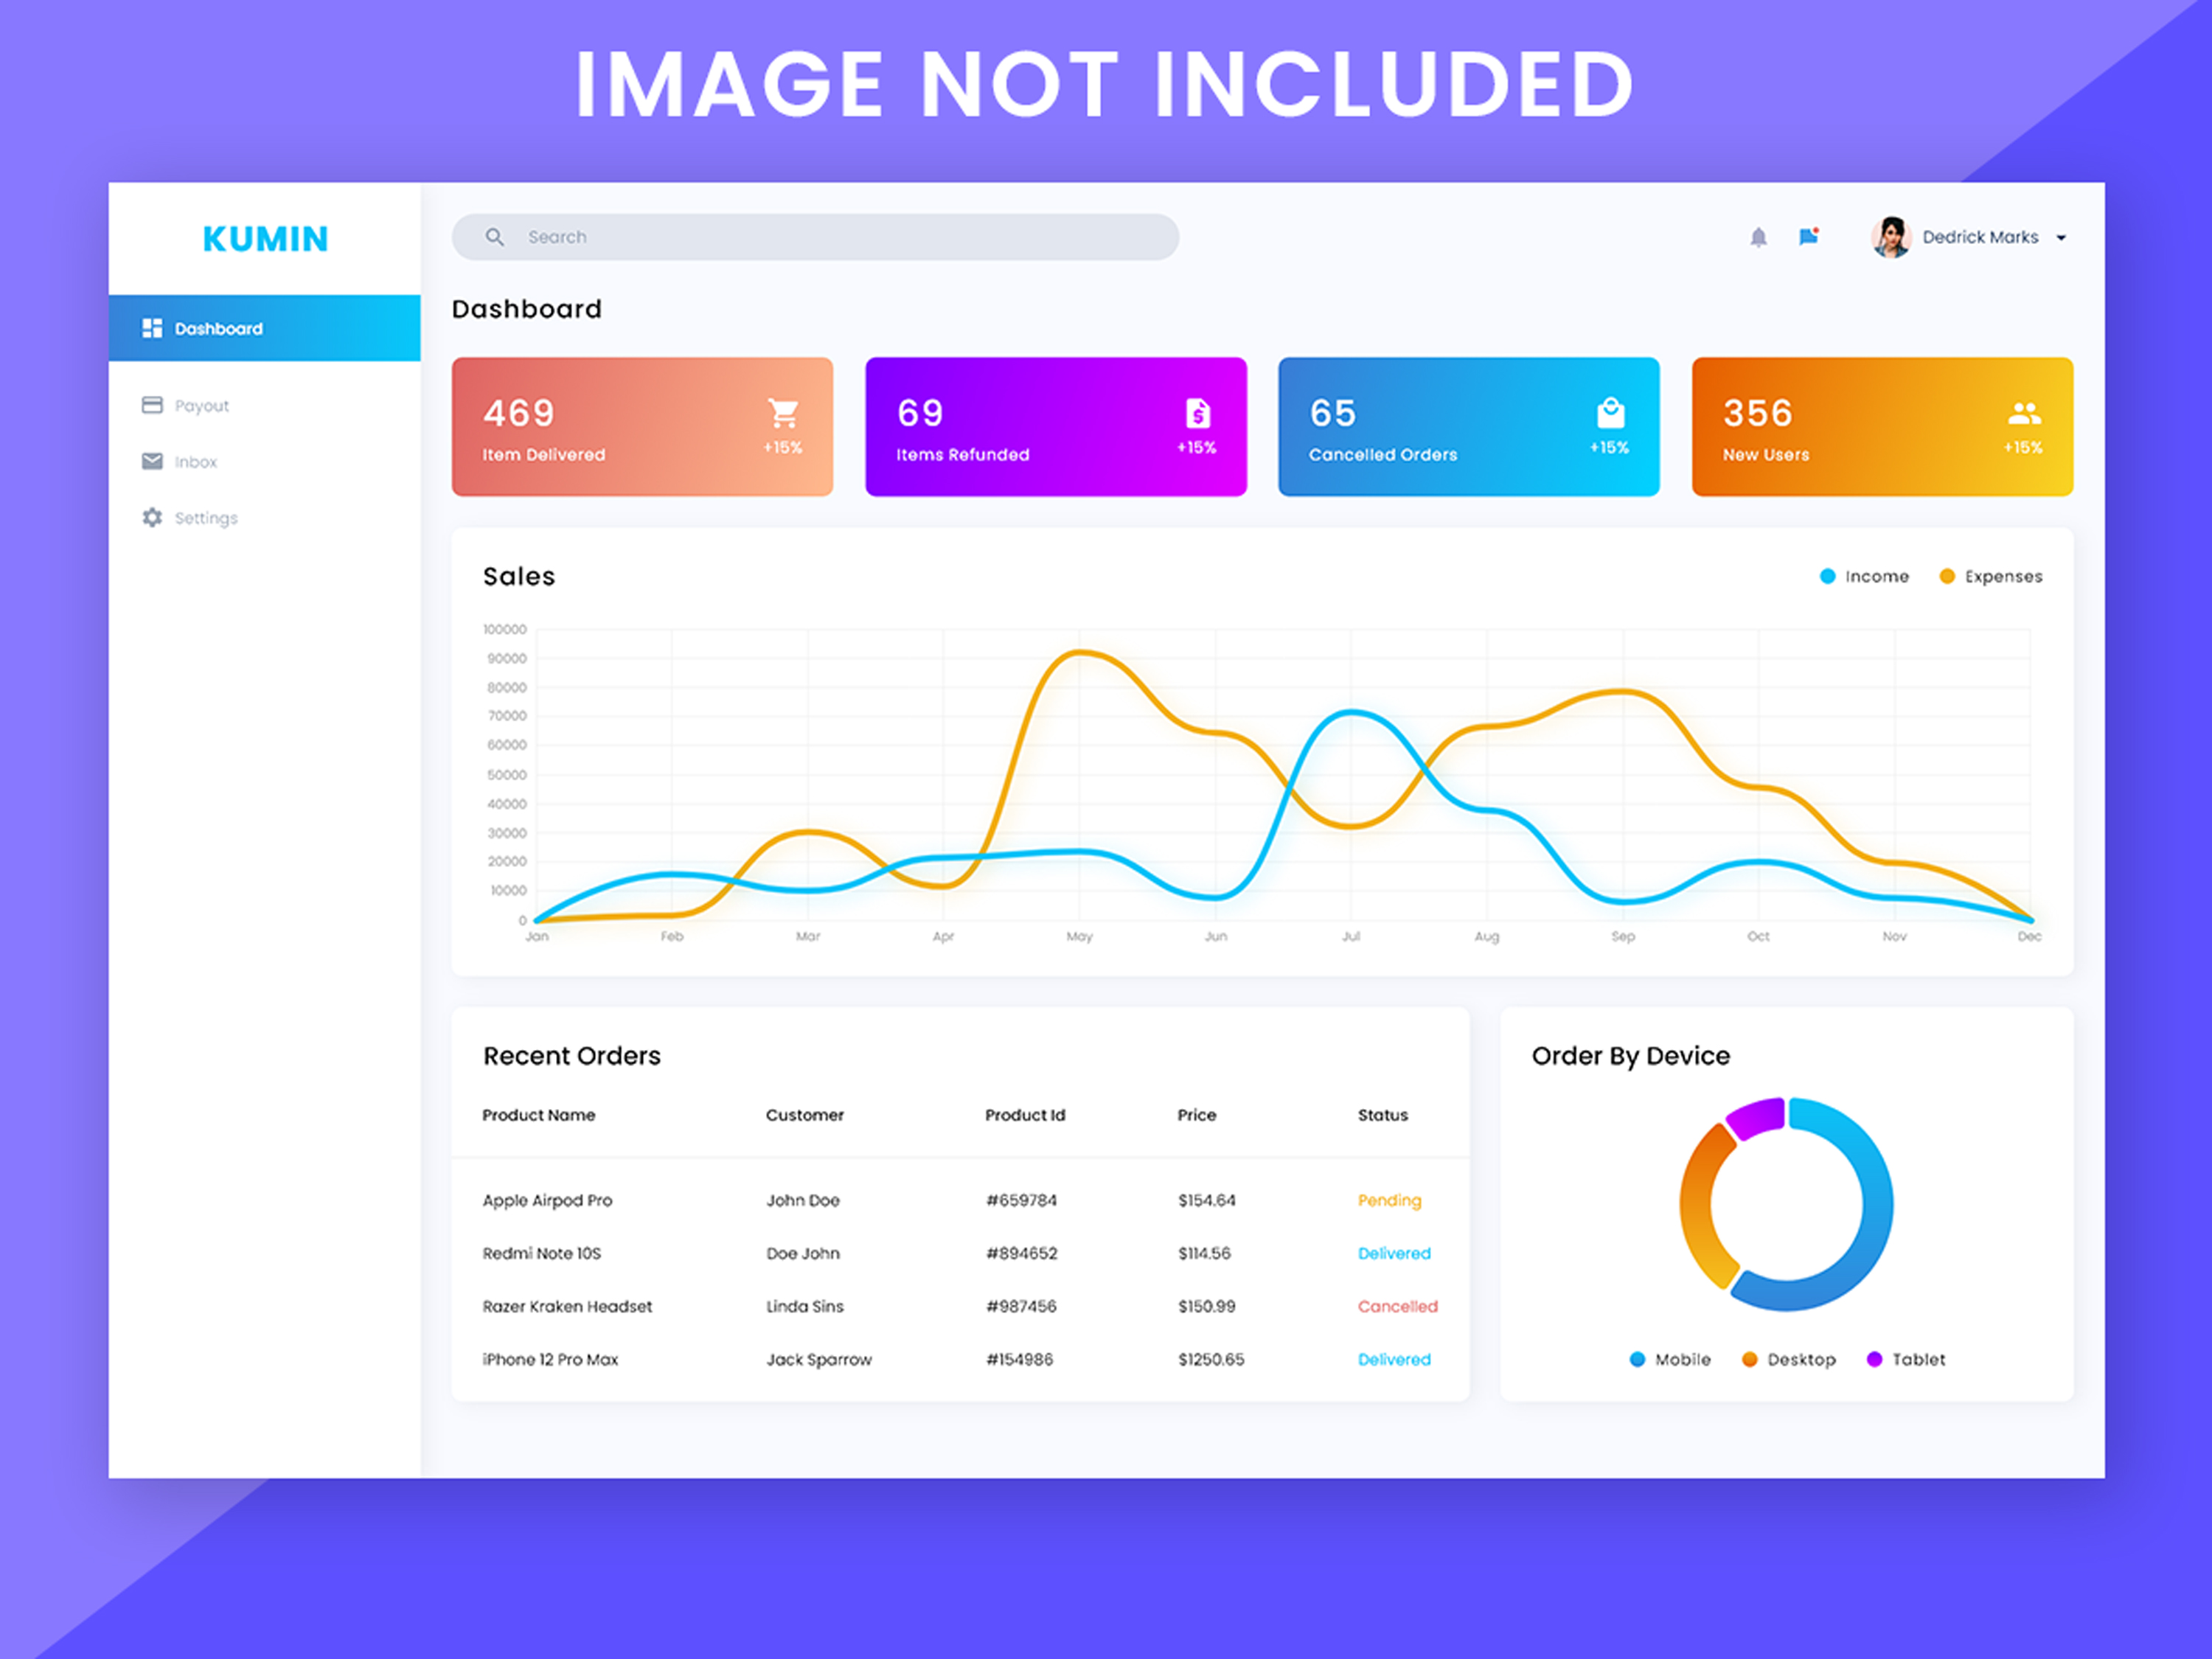 IMAGE NOT INCLUDED
KUMIN
Search
Dedrick Marks
Dashboard
Payout
Inbox
Settings
Dashboard
469
Item Delivered
+15%
69
Items Refunded
+15%
65
Cancelled Orders
+15%
356
New Users
+15%
Sales
Income Expenses
100000
90000
80000
70000
60000
50000
40000
30000
20000
10000
0
Jan Feb Mar Apr May Jun Jul Aug Sep Oct Nov Dec
Recent Orders
Product Name Customer Product Id Price Status
Apple Airpod Pro John Doe #659784 $154.64 Pending
Redmi Note 10S Doe John #894652 $114.56 Delivered
Razer Kraken Headset Linda Sins #987456 $150.99 Cancelled
iPhone 12 Pro Max Jack Sparrow #154986 $1250.65 Delivered
Order By Device
Mobile Desktop Tablet